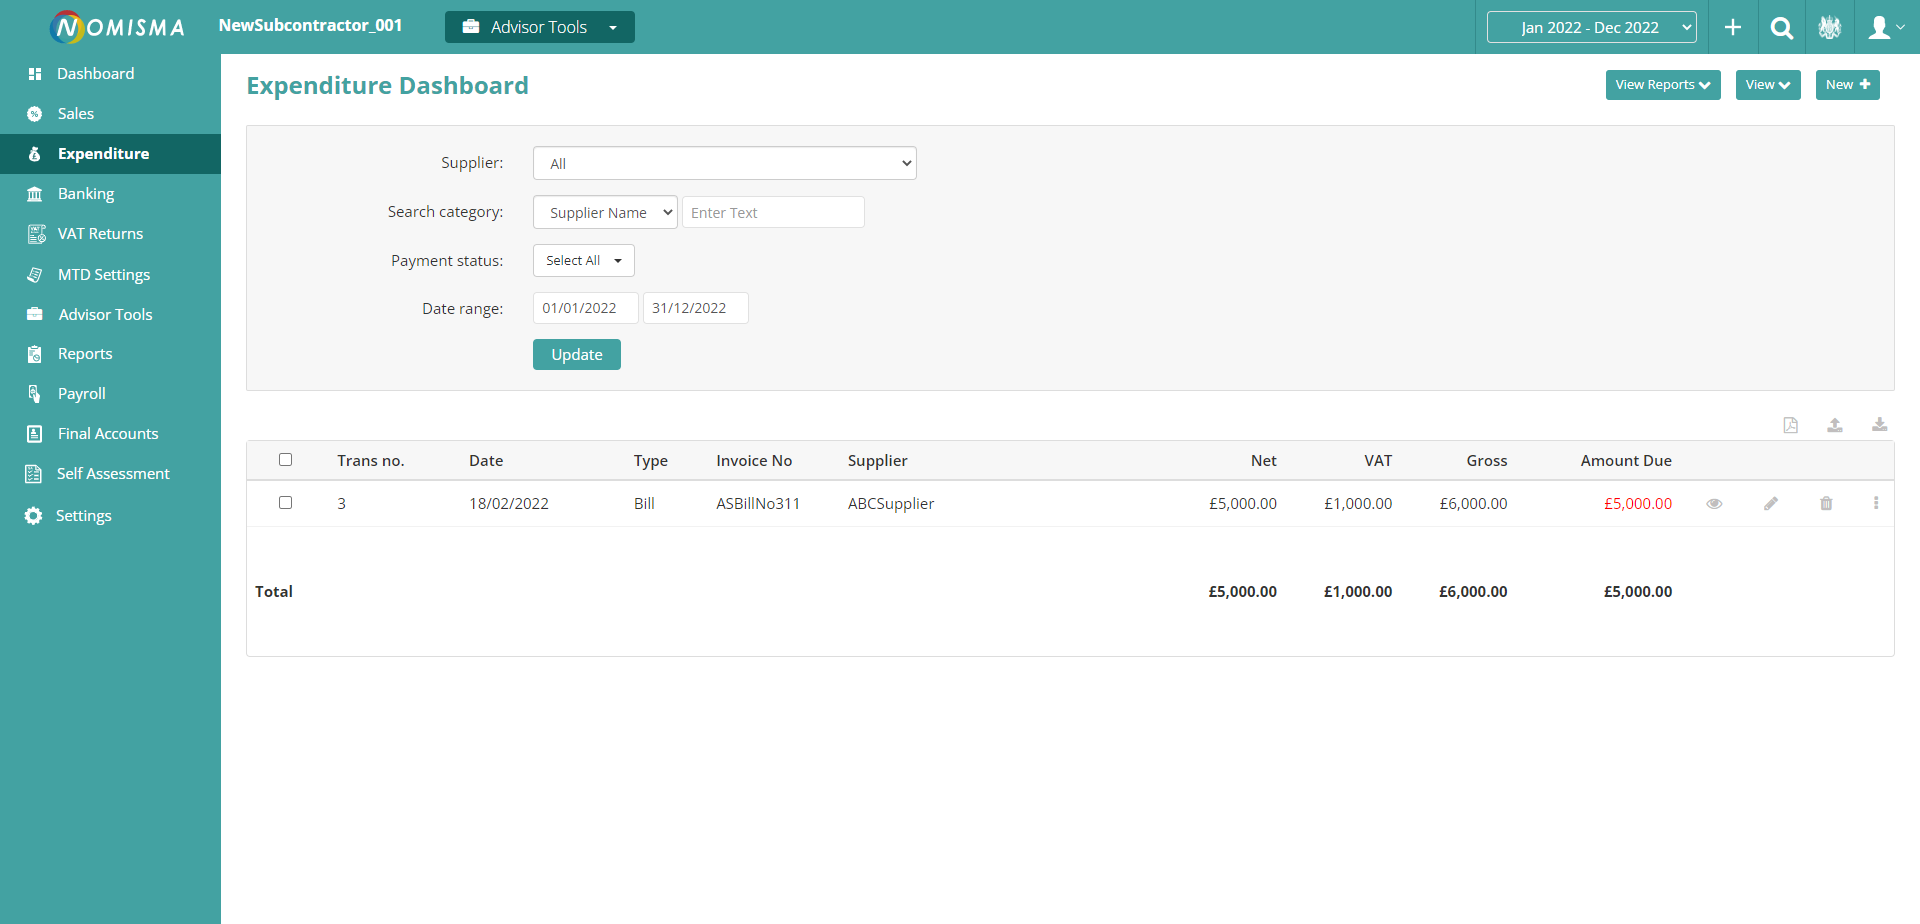 NOMISMA NewSubcontractor_001 Advisor Tools Jan 2022 - Dec 2022
Dashboard
Sales
Expenditure
Banking
VAT Returns
MTD Settings
Advisor Tools
Reports
Payroll
Final Accounts
Self Assessment
Settings
Expenditure Dashboard View Reports View New
Supplier: All
Search category: Supplier Name Enter Text
Payment status: Select All
Date range: 01/01/2022 31/12/2022
Update
Trans no. Date Type Invoice No Supplier Net VAT Gross Amount Due
3 18/02/2022 Bill ASBillNo311 ABCSupplier £5,000.00 £1,000.00 £6,000.00 £5,000.00
Total £5,000.00 £1,000.00 £6,000.00 £5,000.00